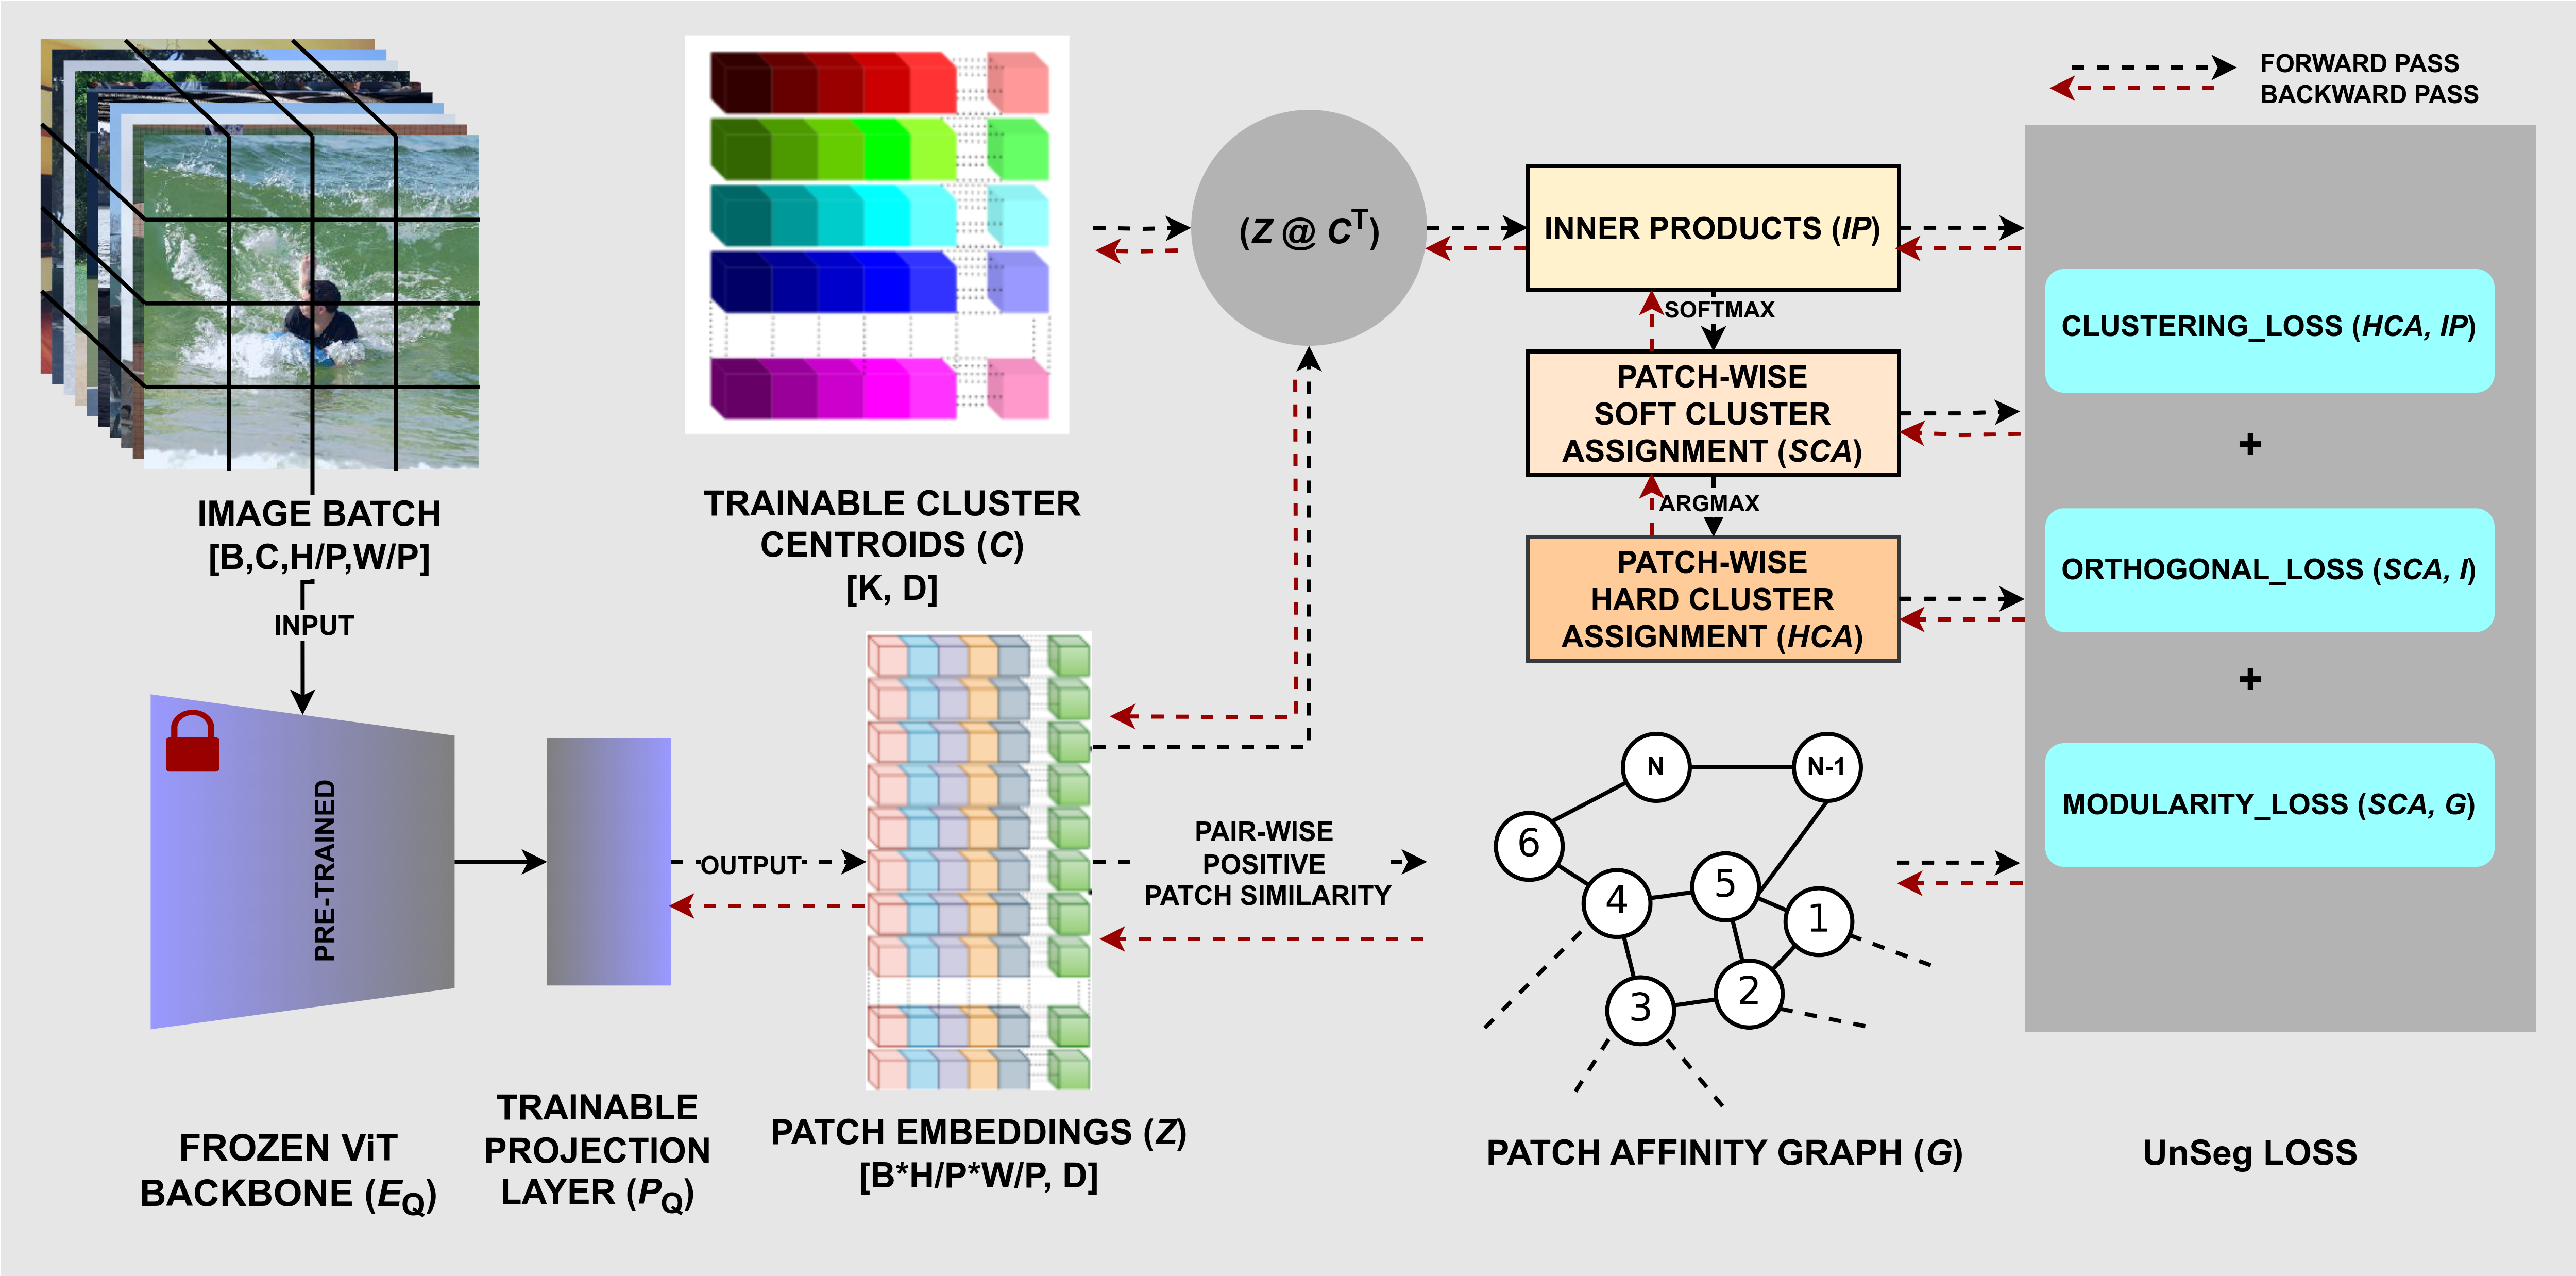 FORWARD PASS
BACKWARD PASS
IMAGE BATCH
[B,C,H/P,W/P]
INPUT
PRE-TRAINED
FROZEN ViT
BACKBONE (EQ)
TRAINABLE
PROJECTION
LAYER (PQ)
OUTPUT
TRAINABLE CLUSTER
CENTROIDS (C)
[K, D]
PATCH EMBEDDINGS (Z)
[B*H/P*W/P, D]
(Z @ CT)
INNER PRODUCTS (IP)
SOFTMAX
PATCH-WISE
SOFT CLUSTER
ASSIGNMENT (SCA)
ARGMAX
PATCH-WISE
HARD CLUSTER
ASSIGNMENT (HCA)
PAIR-WISE
POSITIVE
PATCH SIMILARITY
N
N-1
6
4
5
1
3
2
PATCH AFFINITY GRAPH (G)
CLUSTERING_LOSS (HCA, IP)
+
ORTHOGONAL_LOSS (SCA, I)
+
MODULARITY_LOSS (SCA, G)
UnSeg LOSS